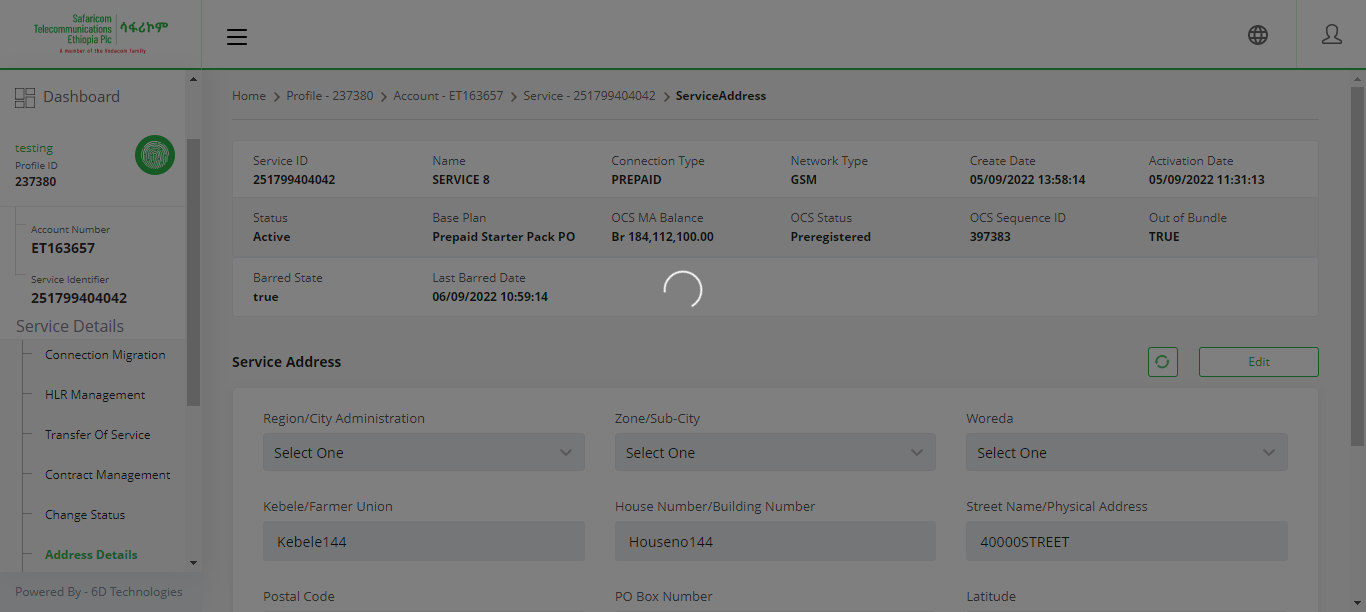 Safaricom
Telecommunications
Ethiopia Plc
ሳፋሪኮም
A member of the Vodacom family
Dashboard
testing
Profile ID
237380
Account Number
ET163657
Service Identifier
251799404042
Service Details
Connection Migration
HLR Management
Transfer Of Service
Contract Management
Change Status
Address Details
Powered By - 6D Technologies
Home > Profile - 237380 > Account - ET163657 > Service - 251799404042 > ServiceAddress
Service ID Name Connection Type Network Type Create Date Activation Date
251799404042 SERVICE 8 PREPAID GSM 05/09/2022 13:58:14 05/09/2022 11:31:13
Status Base Plan OCS MA Balance OCS Status OCS Sequence ID Out of Bundle
Active Prepaid Starter Pack PO Br 184,112,100.00 Preregistered 397383 TRUE
Barred State Last Barred Date
true 06/09/2022 10:59:14
Service Address Edit
Region/City Administration Zone/Sub-City Woreda
Select One Select One Select One
Kebele/Farmer Union House Number/Building Number Street Name/Physical Address
Kebele144 Houseno144 40000STREET
Postal Code PO Box Number Latitude